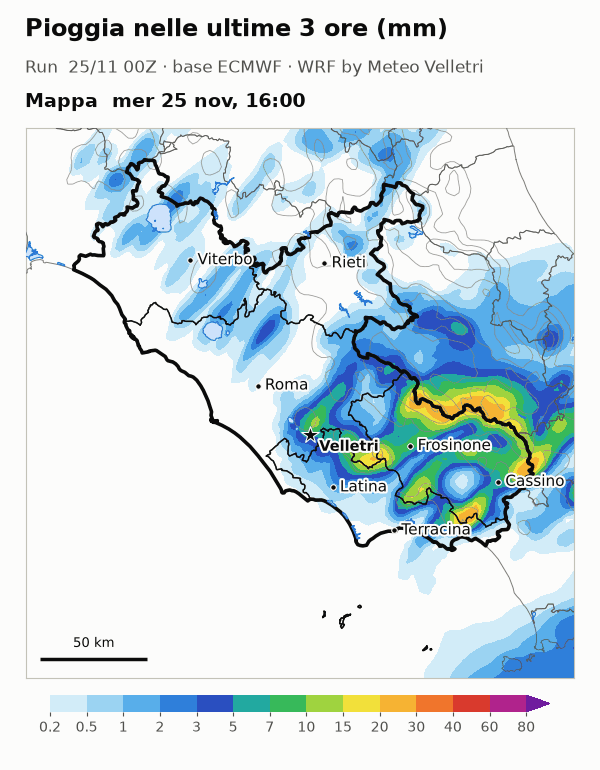 Pioggia nelle ultime 3 ore (mm)
Run  25/11 00Z · base ECMWF · WRF by Meteo Velletri
Mappa  mer 25 nov, 16:00
Viterbo
Rieti
Roma
Velletri
Frosinone
Latina
Cassino
Terracina
50 km
0.2 0.5 1 2 3 5 7 10 15 20 30 40 60 80